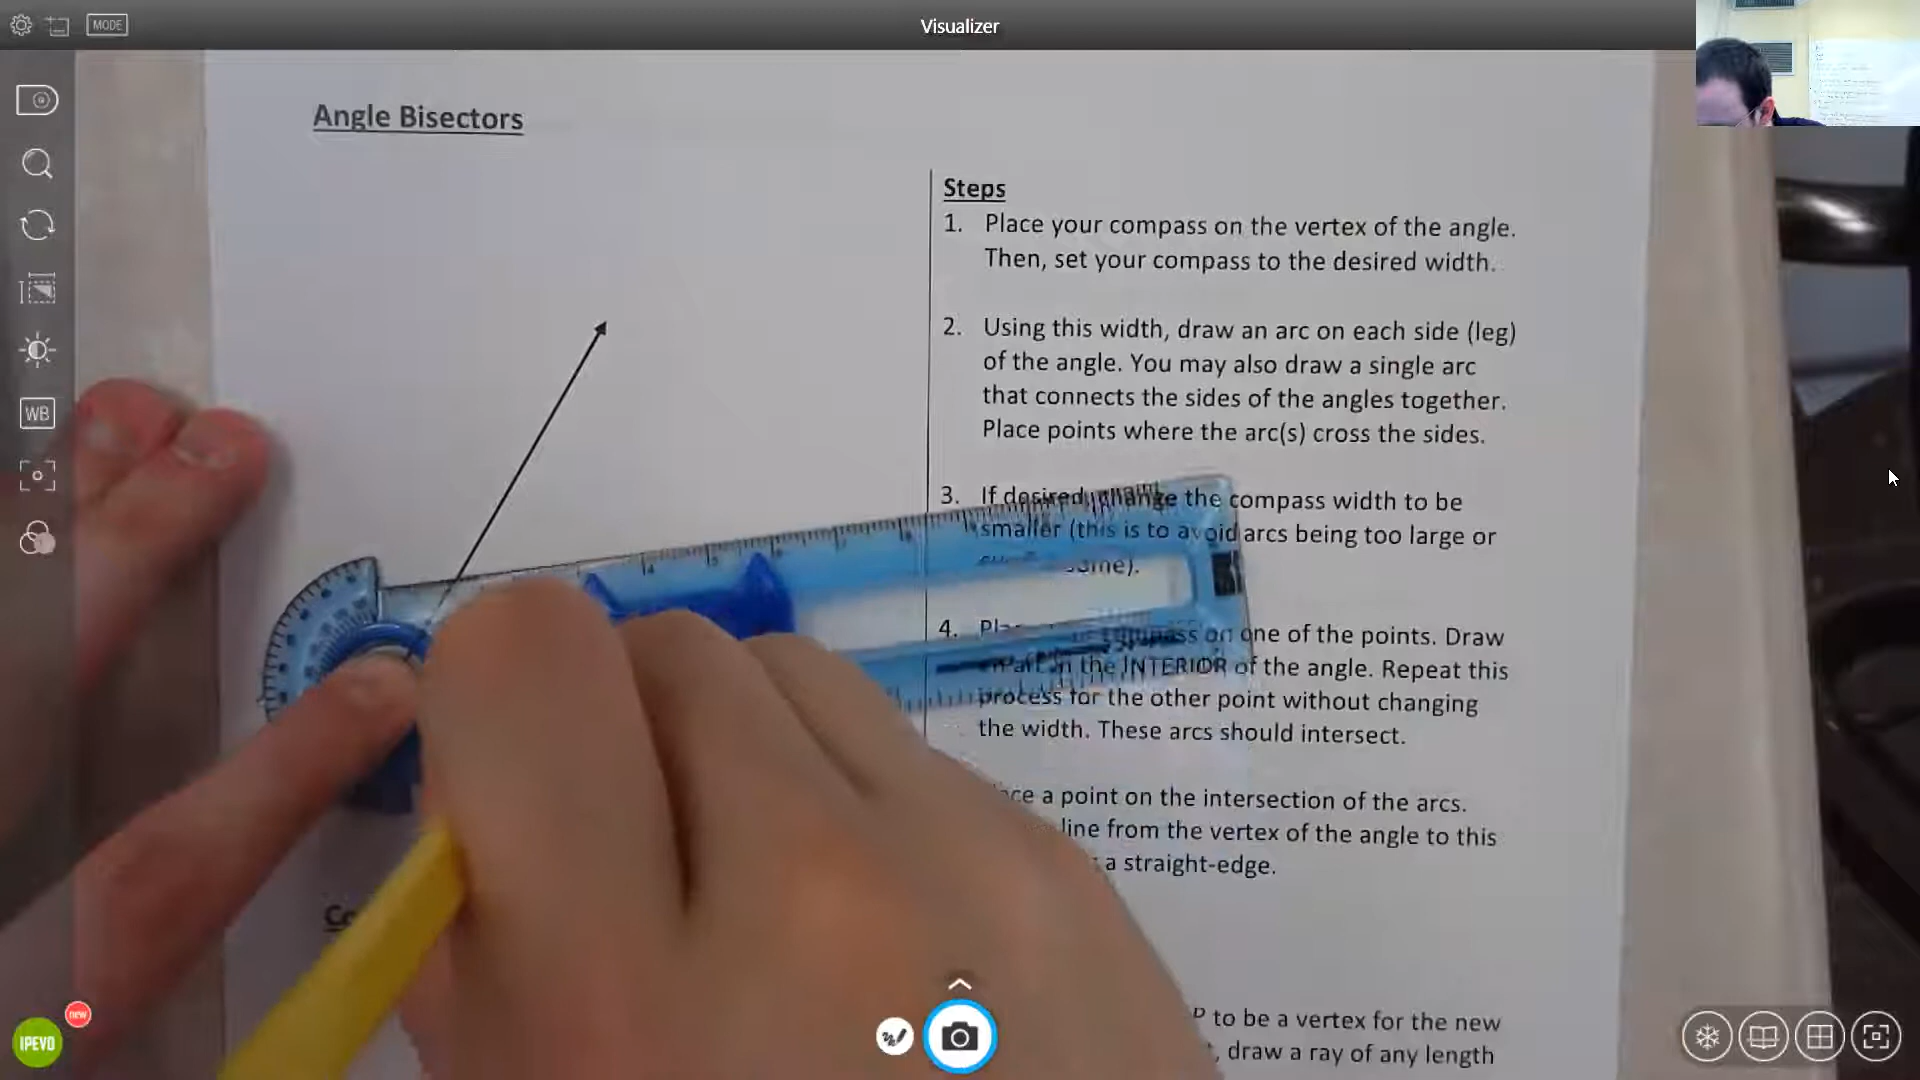 MODE
Visualizer
WB
Angle Bisectors
Steps
1. Place your compass on the vertex of the angle.
Then, set your compass to the desired width.
2. Using this width, draw an arc on each side (leg)
of the angle. You may also draw a single arc
that connects the sides of the angles together.
Place points where the arc(s) cross the sides.
3. If desired, change the compass width to be
smaller (this is to avoid arcs being too large or
4. compass on one of the points. Draw
in the INTERIOR of the angle. Repeat this
process for the other point without changing
the width. These arcs should intersect.
a point on the intersection of the arcs.
line from the vertex of the angle to this
a straight-edge.
P to be a vertex for the new
, draw a ray of any length
new
IPEVO